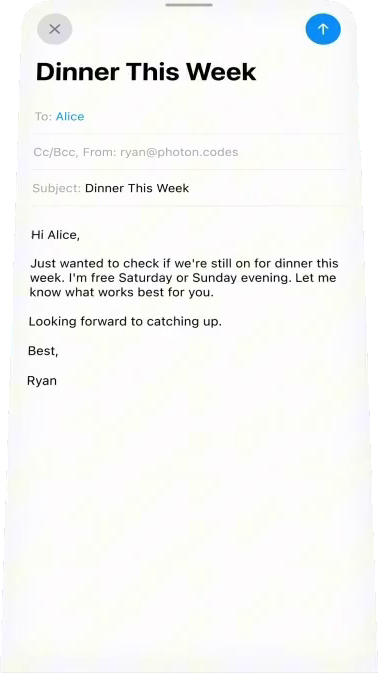 Dinner This Week
To: Alice
Cc/Bcc, From: ryan@photon.codes
Subject: Dinner This Week
Hi Alice,
Just wanted to check if we're still on for dinner this
week. I'm free Saturday or Sunday evening. Let me
know what works best for you.
Looking forward to catching up.
Best,
Ryan